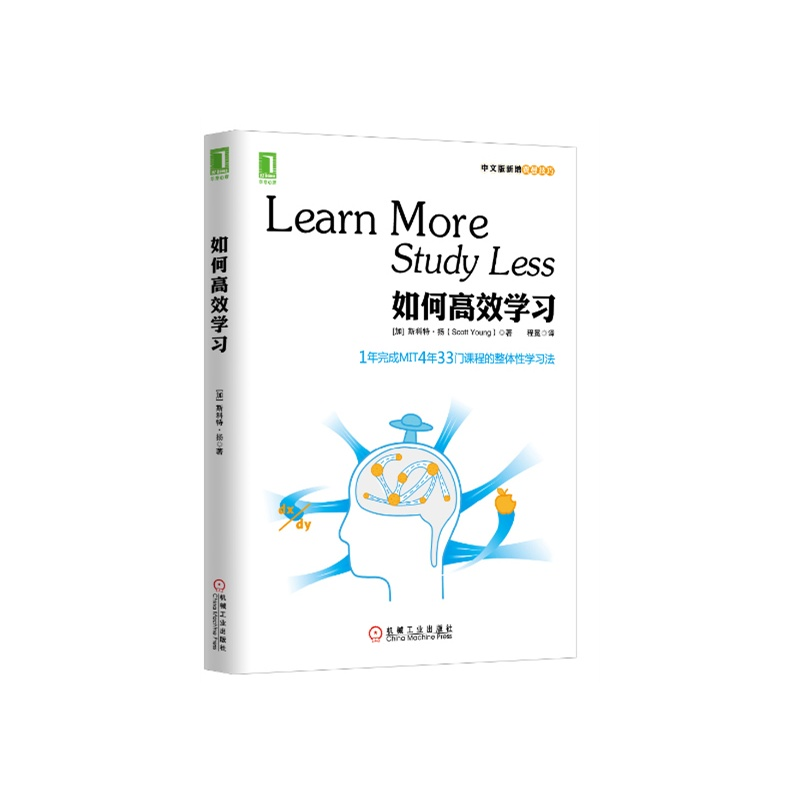 如何高效学习
[加] 斯科特·扬◇著
机械工业出版社
China Machine Press
中文版新增
Learn More
Study Less
如何高效学习
[加] 斯科特·扬（Scott Young）◇著 程冕◇译
1年完成MIT4年33门课程的整体性学习法
dx/dy
机械工业出版社
China Machine Press